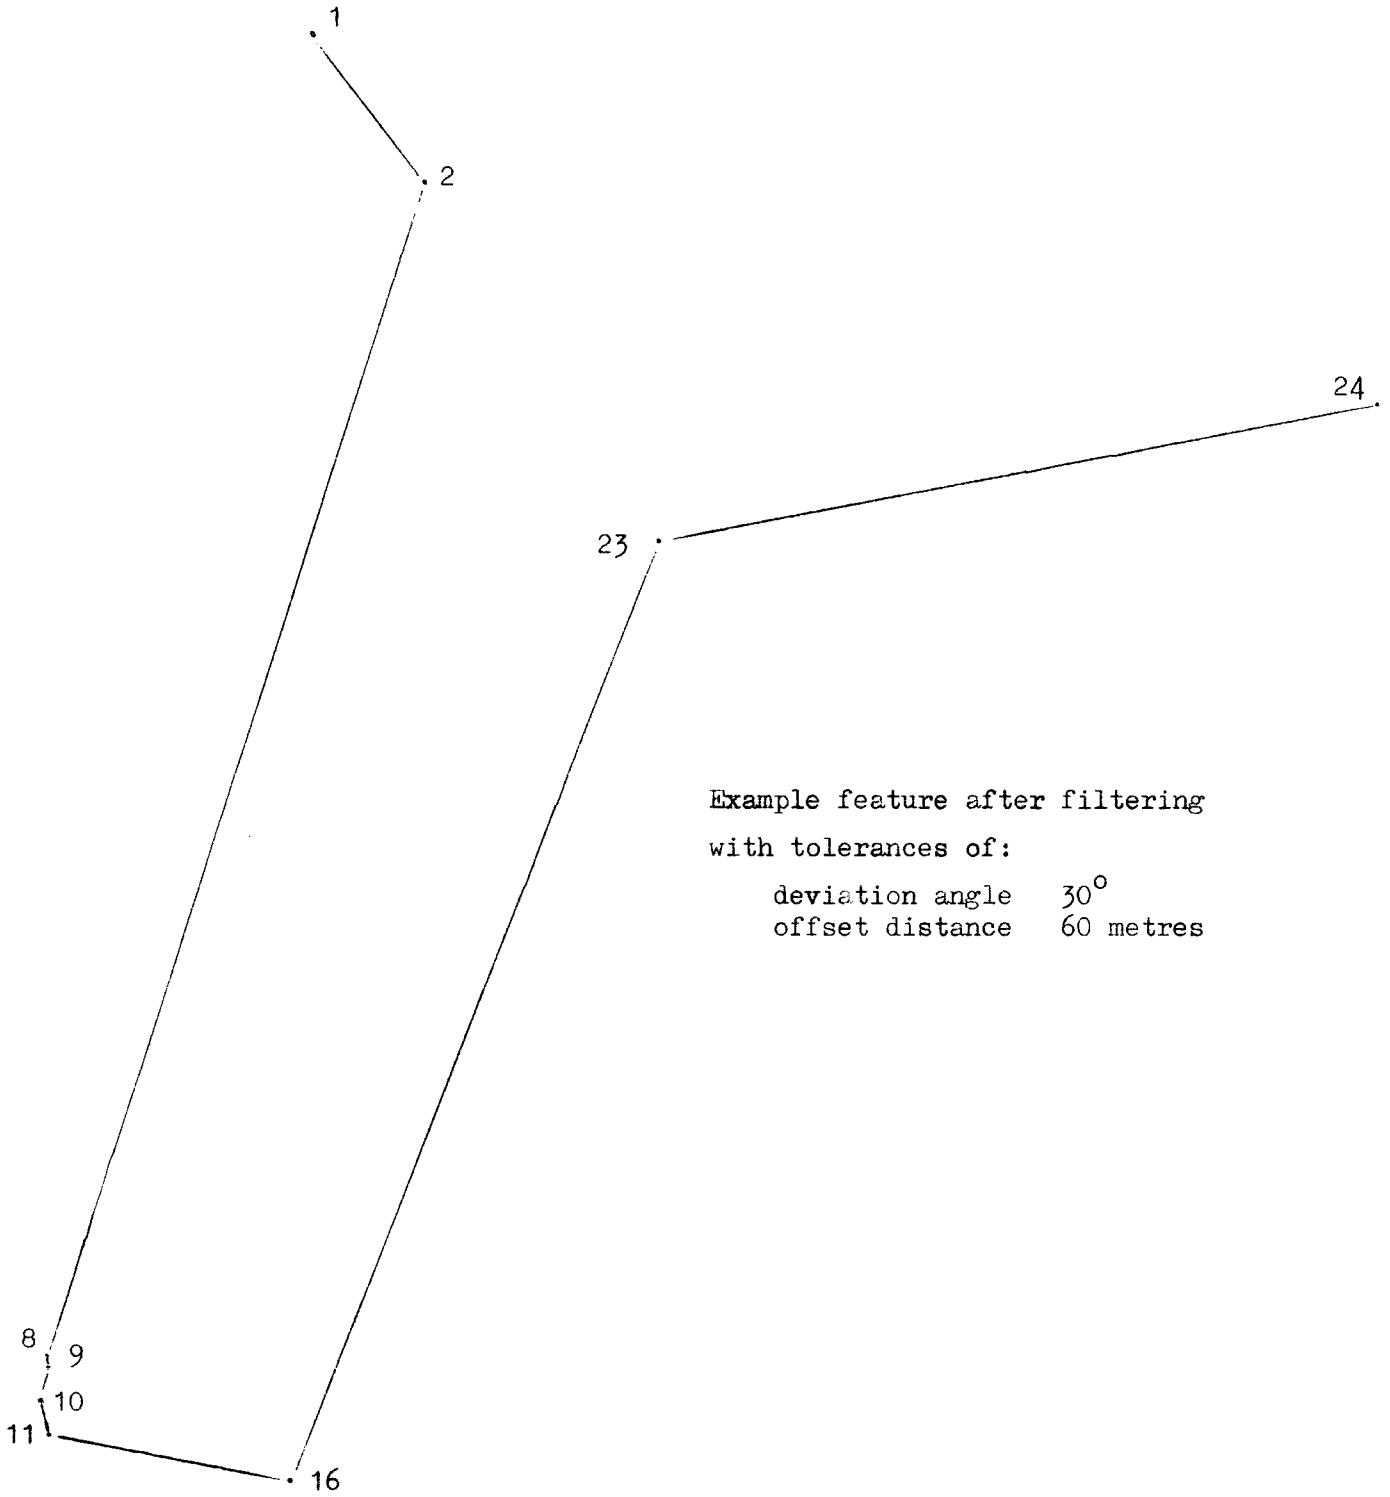 1
2
24
23
Example feature after filtering
with tolerances of:
deviation angle 30°
offset distance 60 metres
8
9
10
11
16